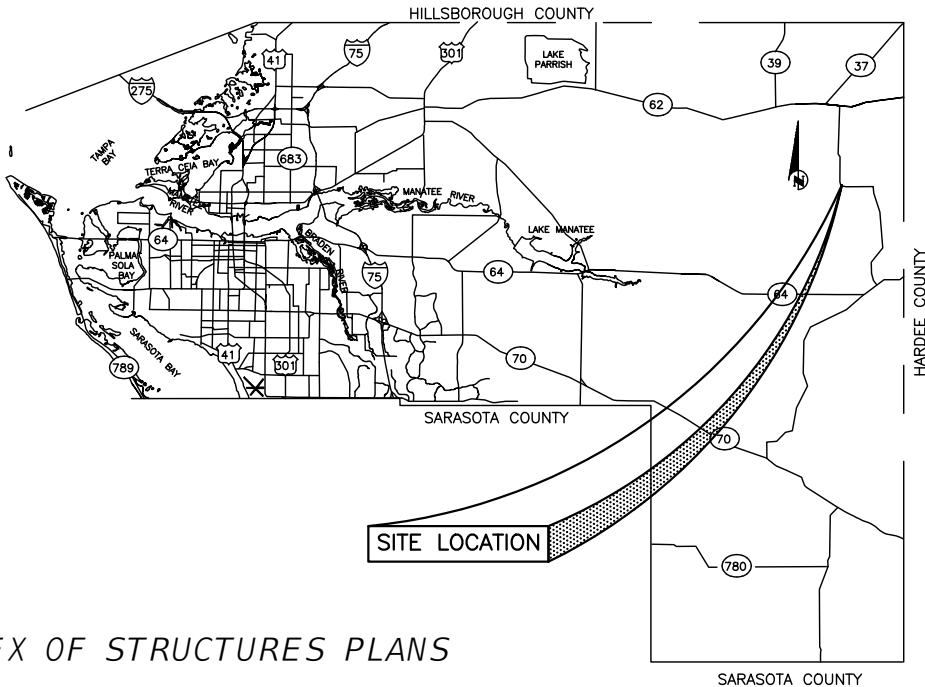 HILLSBOROUGH COUNTY
41
75
301
LAKE
PARRISH
39
37
275
62
TAMPA
BAY
683
TERRA CEIA BAY
MANATEE
RIVER
MANATEE RIVER
N
64
BRADEN
RIVER
LAKE MANATEE
PALMA
SOLA
BAY
75
64
64
HARDEE COUNTY
SARASOTA BAY
789
41
301
70
SARASOTA COUNTY
70
SITE LOCATION
780
EX OF STRUCTURES PLANS
SARASOTA COUNTY